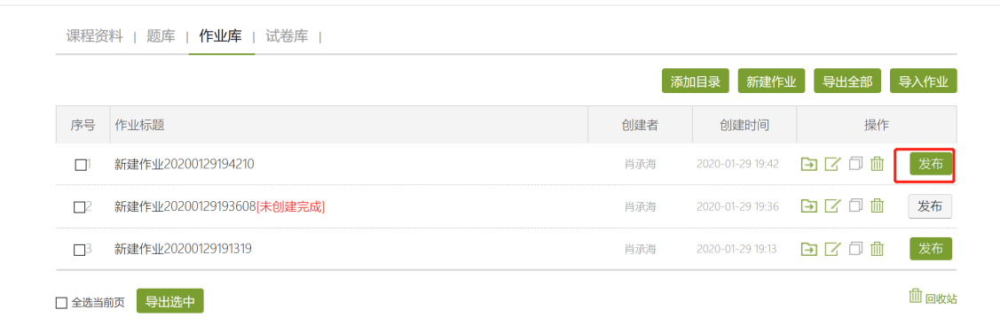 课程资料 | 题库 | 作业库 | 试卷库 |
添加目录 新建作业 导出全部 导入作业
序号 作业标题 创建者 创建时间 操作
1 新建作业20200129194210 肖承海 2020-01-29 19:42 发布
2 新建作业20200129193608[未创建完成] 肖承海 2020-01-29 19:36 发布
3 新建作业20200129191319 肖承海 2020-01-29 19:13 发布
全选当前页 导出选中 回收站